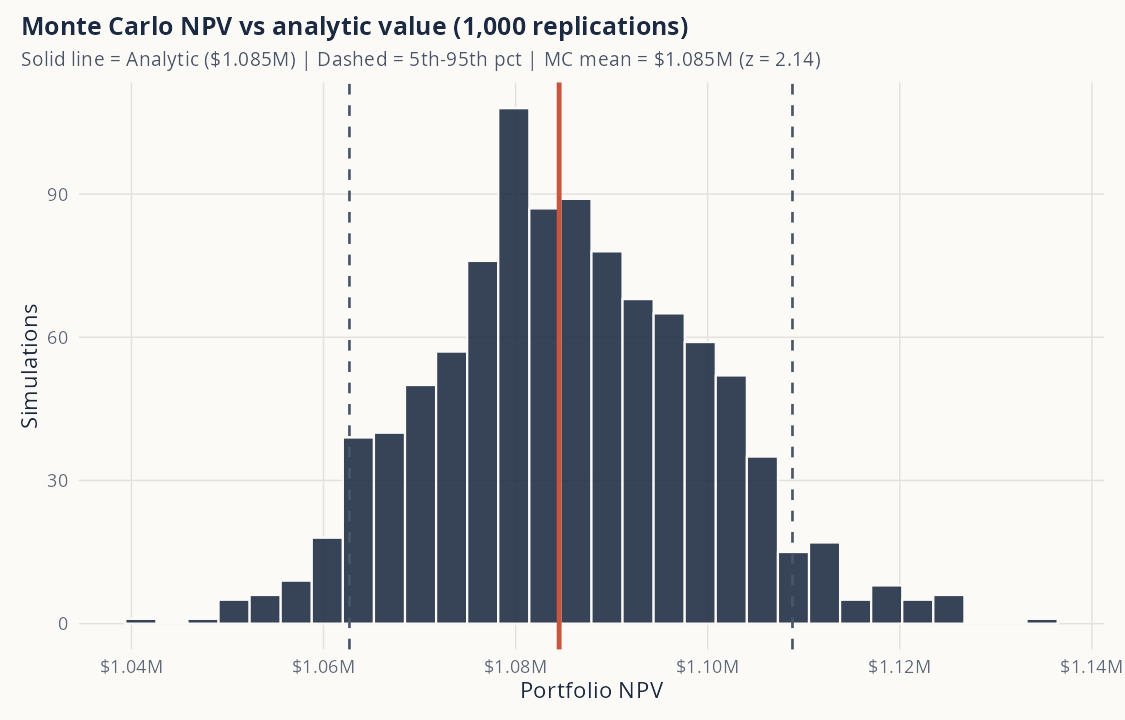 Monte Carlo NPV vs analytic value (1,000 replications)
Solid line = Analytic ($1.085M) | Dashed = 5th-95th pct | MC mean = $1.085M (z = 2.14)
Simulations
90
60
30
0
$1.04M
$1.06M
$1.08M
$1.10M
$1.12M
$1.14M
Portfolio NPV